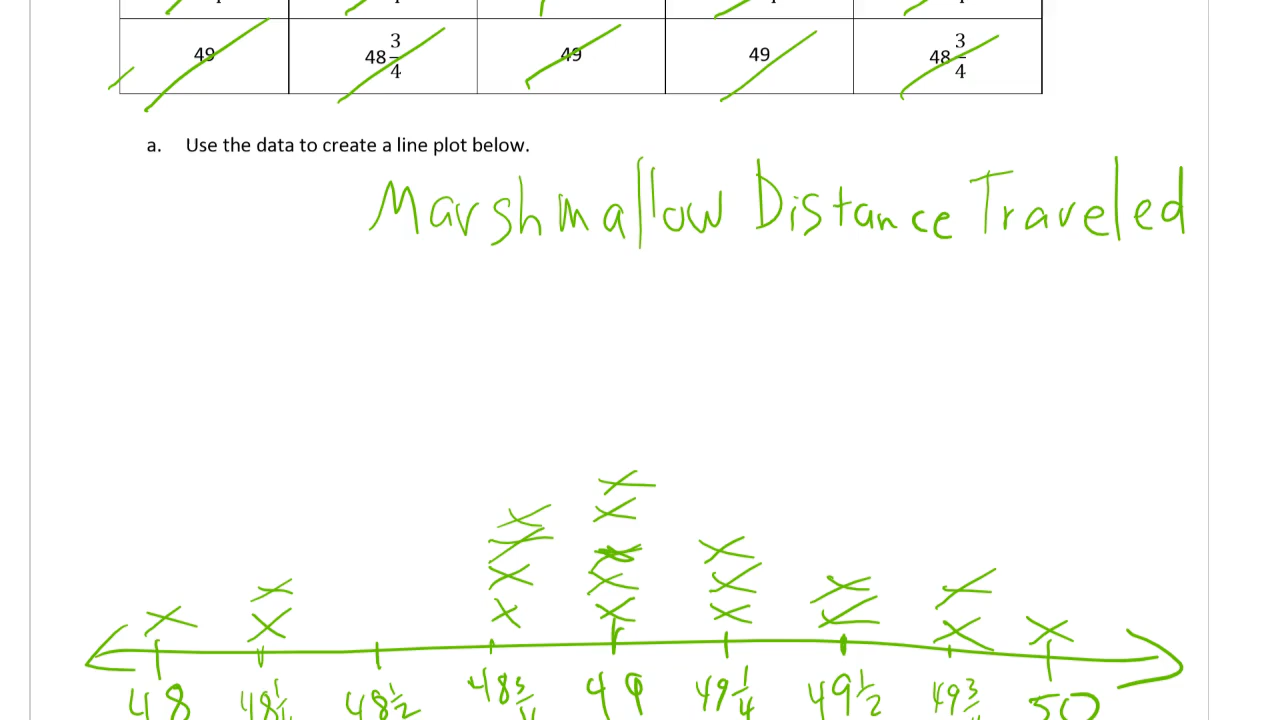 49 48 3/4 49 49 48 3/4
a. Use the data to create a line plot below.
Marshmallow Distance Traveled
48 48 1/4 48 1/2 48 3/4 49 49 1/4 49 1/2 49 3/4 50